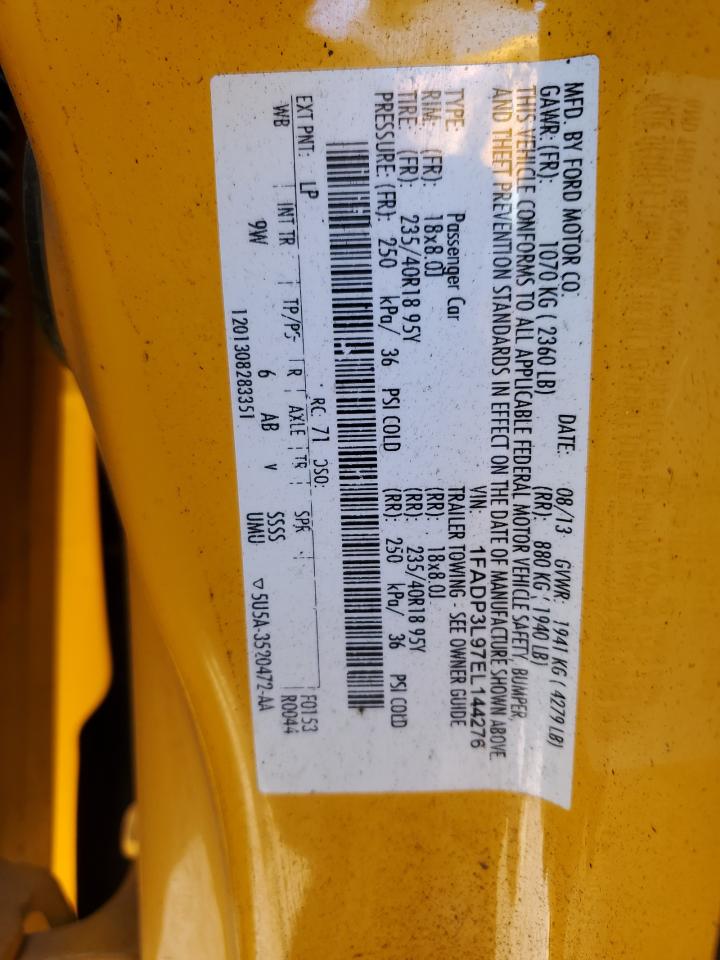 MFD. BY FORD MOTOR CO.
DATE: 08/13 GVWR: 1941 KG ( 4279 LB)
GAWR: (FR): 1070 KG ( 2360 LB) (RR): 880 KG ( 1940 LB)
THIS VEHICLE CONFORMS TO ALL APPLICABLE FEDERAL MOTOR VEHICLE SAFETY, BUMPER,
AND THEFT PREVENTION STANDARDS IN EFFECT ON THE DATE OF MANUFACTURE SHOWN ABOVE
VIN: 1FADP3L97EL144276
TYPE: Passenger Car TRAILER TOWING - SEE OWNER GUIDE
RIM: (FR): 18x8.0J (RR): 18x8.0J
TIRE: (FR): 235/40R18 95Y (RR): 235/40R18 95Y
PRESSURE: (FR): 250 kPa/ 36 PSI COLD (RR): 250 kPa/ 36 PSI COLD
EXT PNT: LP RC: 71 DSO: F0153
WB INT TR TP/PS R AXLE TR SPR R0044
9W 6 AB V SSSS
UMU
1201308283351 ▽ 5U5A-3520472-AA